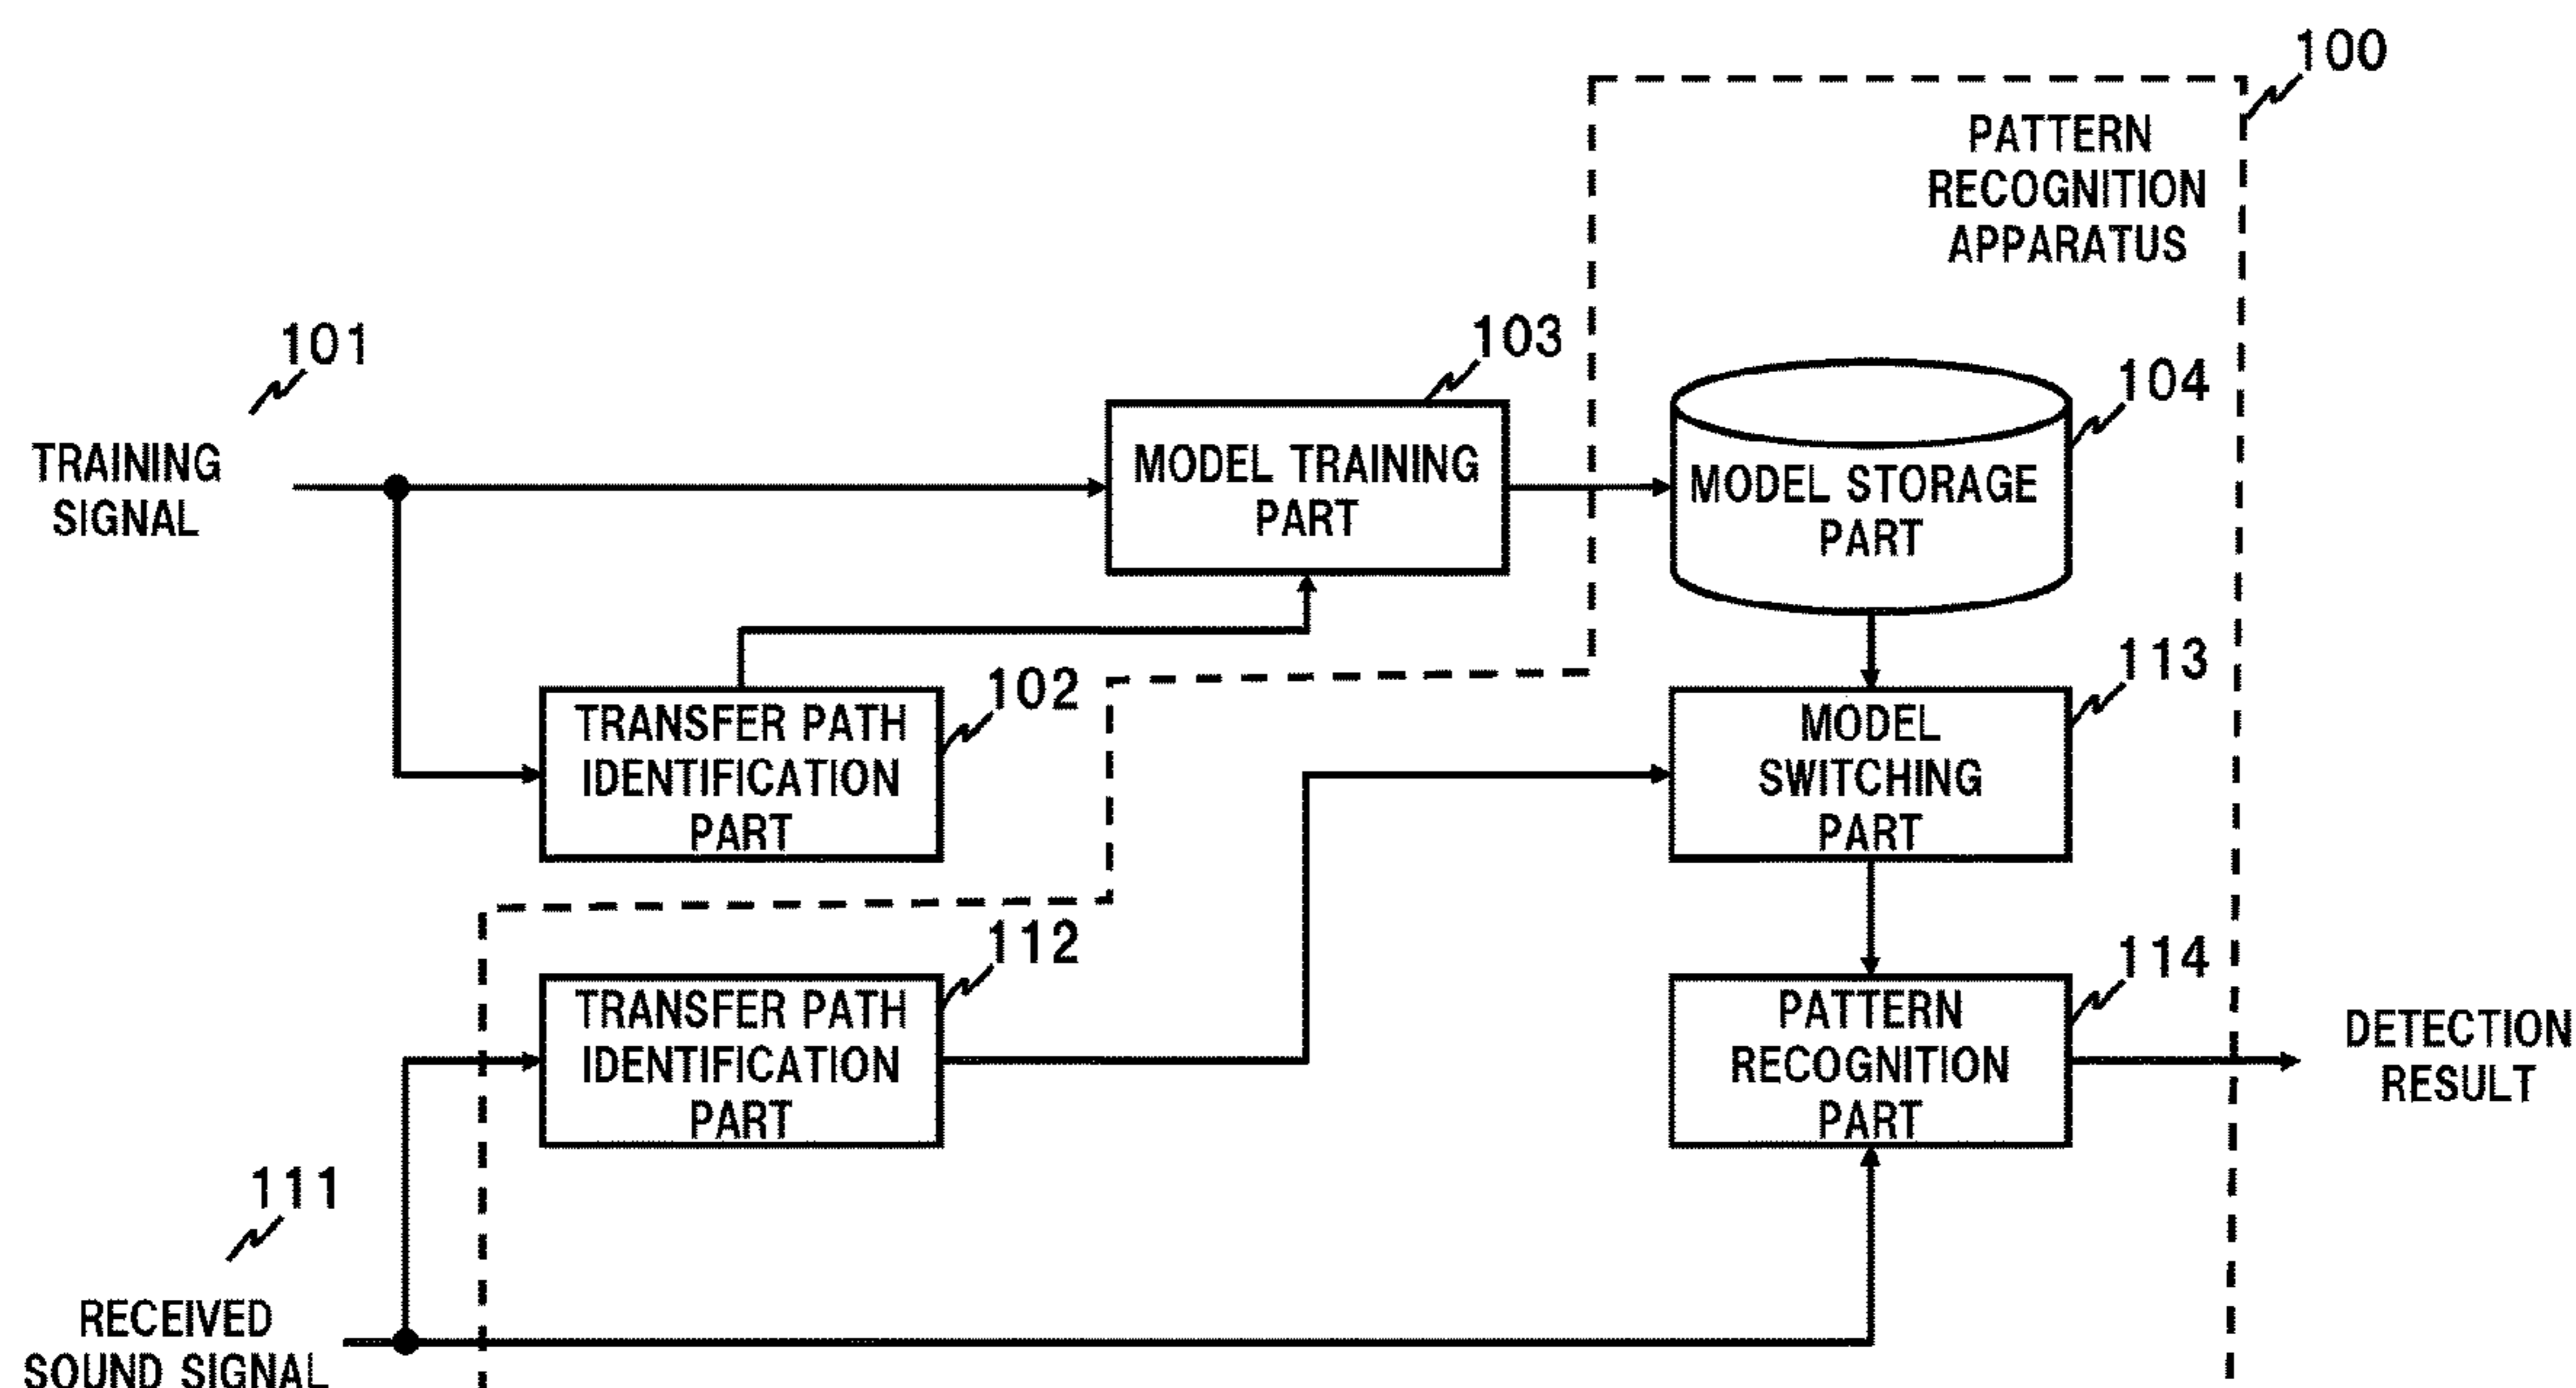 100
PATTERN
RECOGNITION
APPARATUS
101
TRAINING
SIGNAL
103
MODEL TRAINING
PART
104
MODEL STORAGE
PART
102
TRANSFER PATH
IDENTIFICATION
PART
113
MODEL
SWITCHING
PART
112
TRANSFER PATH
IDENTIFICATION
PART
114
PATTERN
RECOGNITION
PART
DETECTION
RESULT
111
RECEIVED
SOUND SIGNAL